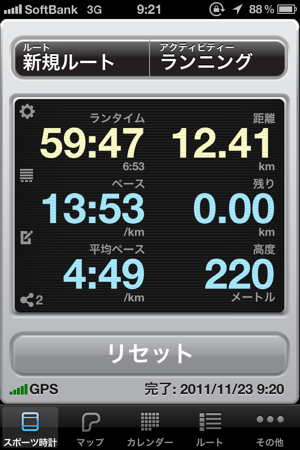 SoftBank 3G 9:21 88%
ルート
新規ルート
アクティビティー
ランニング
ランタイム
59:47
6:53
距離
12.41
km
ペース
13:53
/km
残り
0.00
km
平均ペース
4:49
/km
高度
220
メートル
2
リセット
GPS 完了: 2011/11/23 9:20
スポーツ時計 マップ カレンダー ルート その他